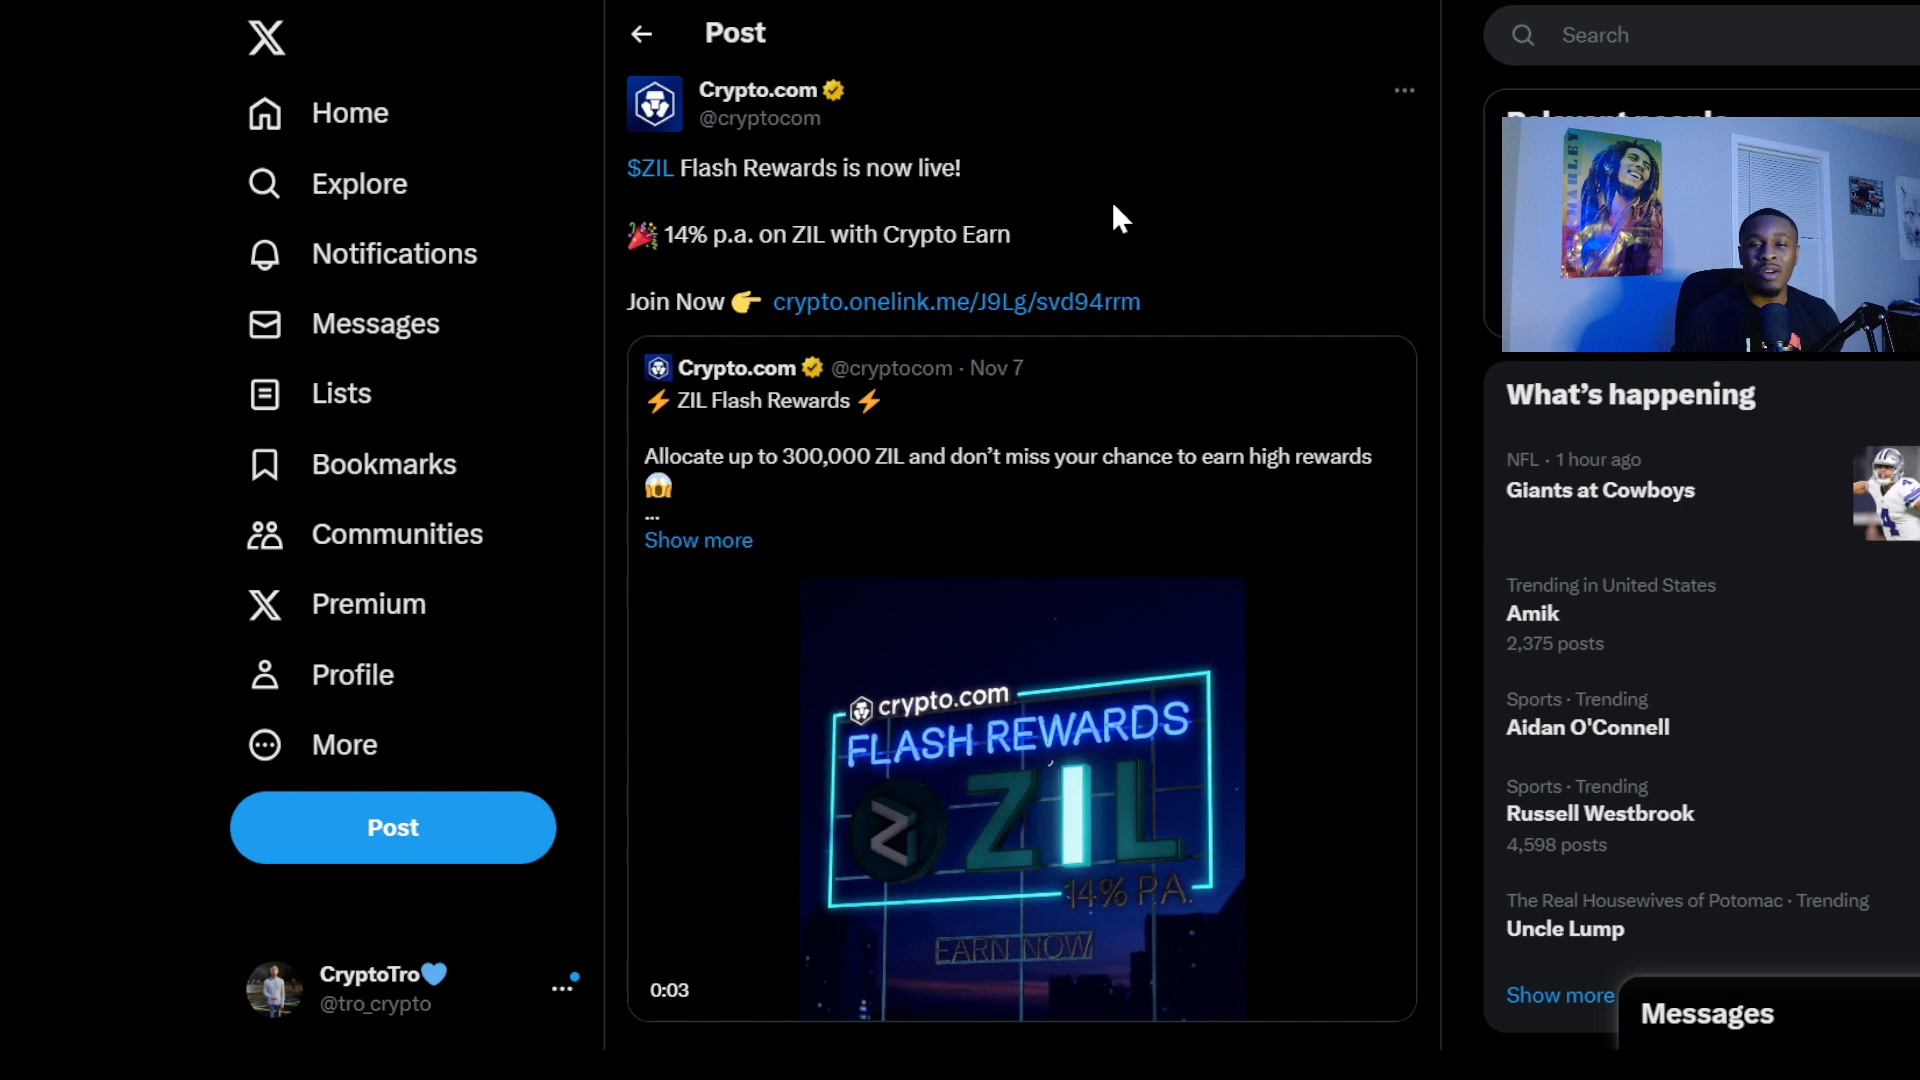 Home
Explore
Notifications
Messages
Lists
Bookmarks
Communities
Premium
Profile
More
Post
CryptoTro💙
@tro_crypto
Post
Crypto.com
@cryptocom
$ZIL Flash Rewards is now live!
🎉 14% p.a. on ZIL with Crypto Earn
Join Now 👉 crypto.onelink.me/J9Lg/svd94rrm
Crypto.com @cryptocom · Nov 7
⚡ ZIL Flash Rewards ⚡
Allocate up to 300,000 ZIL and don’t miss your chance to earn high rewards
😱
...
Show more
crypto.com
FLASH REWARDS
ZIL
14% P.A.
EARN NOW
0:03
Search
MARLEY
What’s happening
NFL · 1 hour ago
Giants at Cowboys
Trending in United States
Amik
2,375 posts
Sports · Trending
Aidan O'Connell
Sports · Trending
Russell Westbrook
4,598 posts
The Real Housewives of Potomac · Trending
Uncle Lump
Show more
Messages